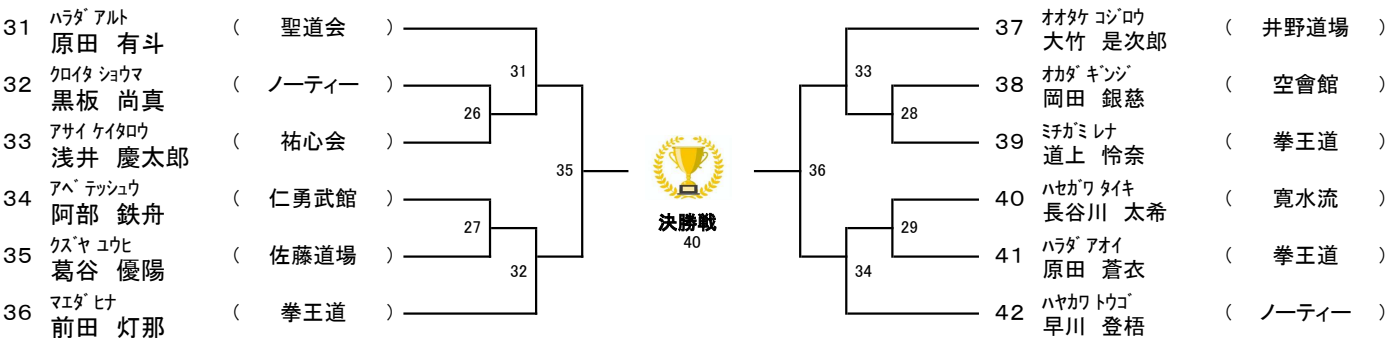 31 ハラダ アルト
原田 有斗 ( 聖道会 )
32 クロイタ ショウマ
黒板 尚真 ( ノーティー )
33 アサイ ケイタロウ
浅井 慶太郎 ( 祐心会 )
34 アベ テッシュウ
阿部 鉄舟 ( 仁勇武館 )
35 クズヤ ユウヒ
葛谷 優陽 ( 佐藤道場 )
36 マエダ ヒナ
前田 灯那 ( 拳王道 )
31
26
35
27
32
決勝戦
40
33
28
36
29
34
37 オオタケ コジロウ
大竹 是次郎 ( 井野道場 )
38 オカダ ギンジ
岡田 銀慈 ( 空會館 )
39 ミチガミ レナ
道上 怜奈 ( 拳王道 )
40 ハセガワ タイキ
長谷川 太希 ( 寛水流 )
41 ハラダ アオイ
原田 蒼衣 ( 拳王道 )
42 ハヤカワ トウゴ
早川 登梧 ( ノーティー )